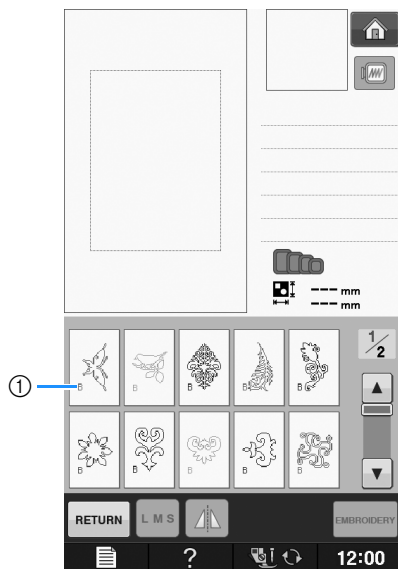 --- mm
--- mm
1/2
①
B B B B B
B B B B B
RETURN L M S EMBROIDERY
? 12:00